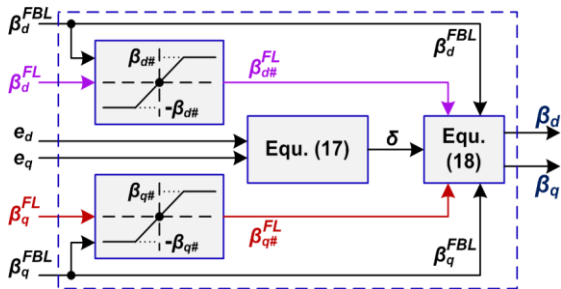 β_d^FBL
β_d#
β_d^FBL
β_d^FL
β_d#^FL
-β_d#
e_d
e_q
Equ. (17)
δ
Equ. (18)
β_d
β_q
β_q#
β_q^FL
β_q#^FL
-β_q#
β_q^FBL
β_q^FBL